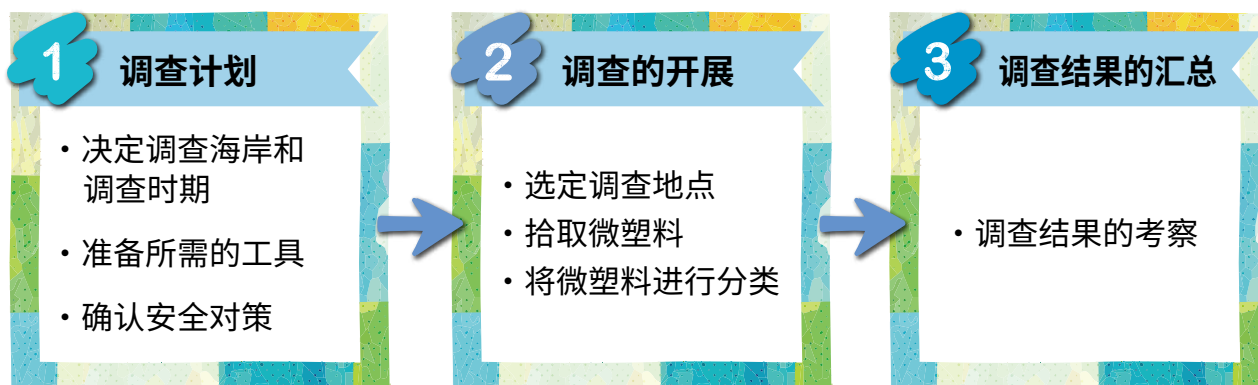 1
调查计划
・决定调查海岸和
调查时期
・准备所需的工具
・确认安全对策
2
调查的开展
・选定调查地点
・拾取微塑料
・将微塑料进行分类
3
调查结果的汇总
・调查结果的考察